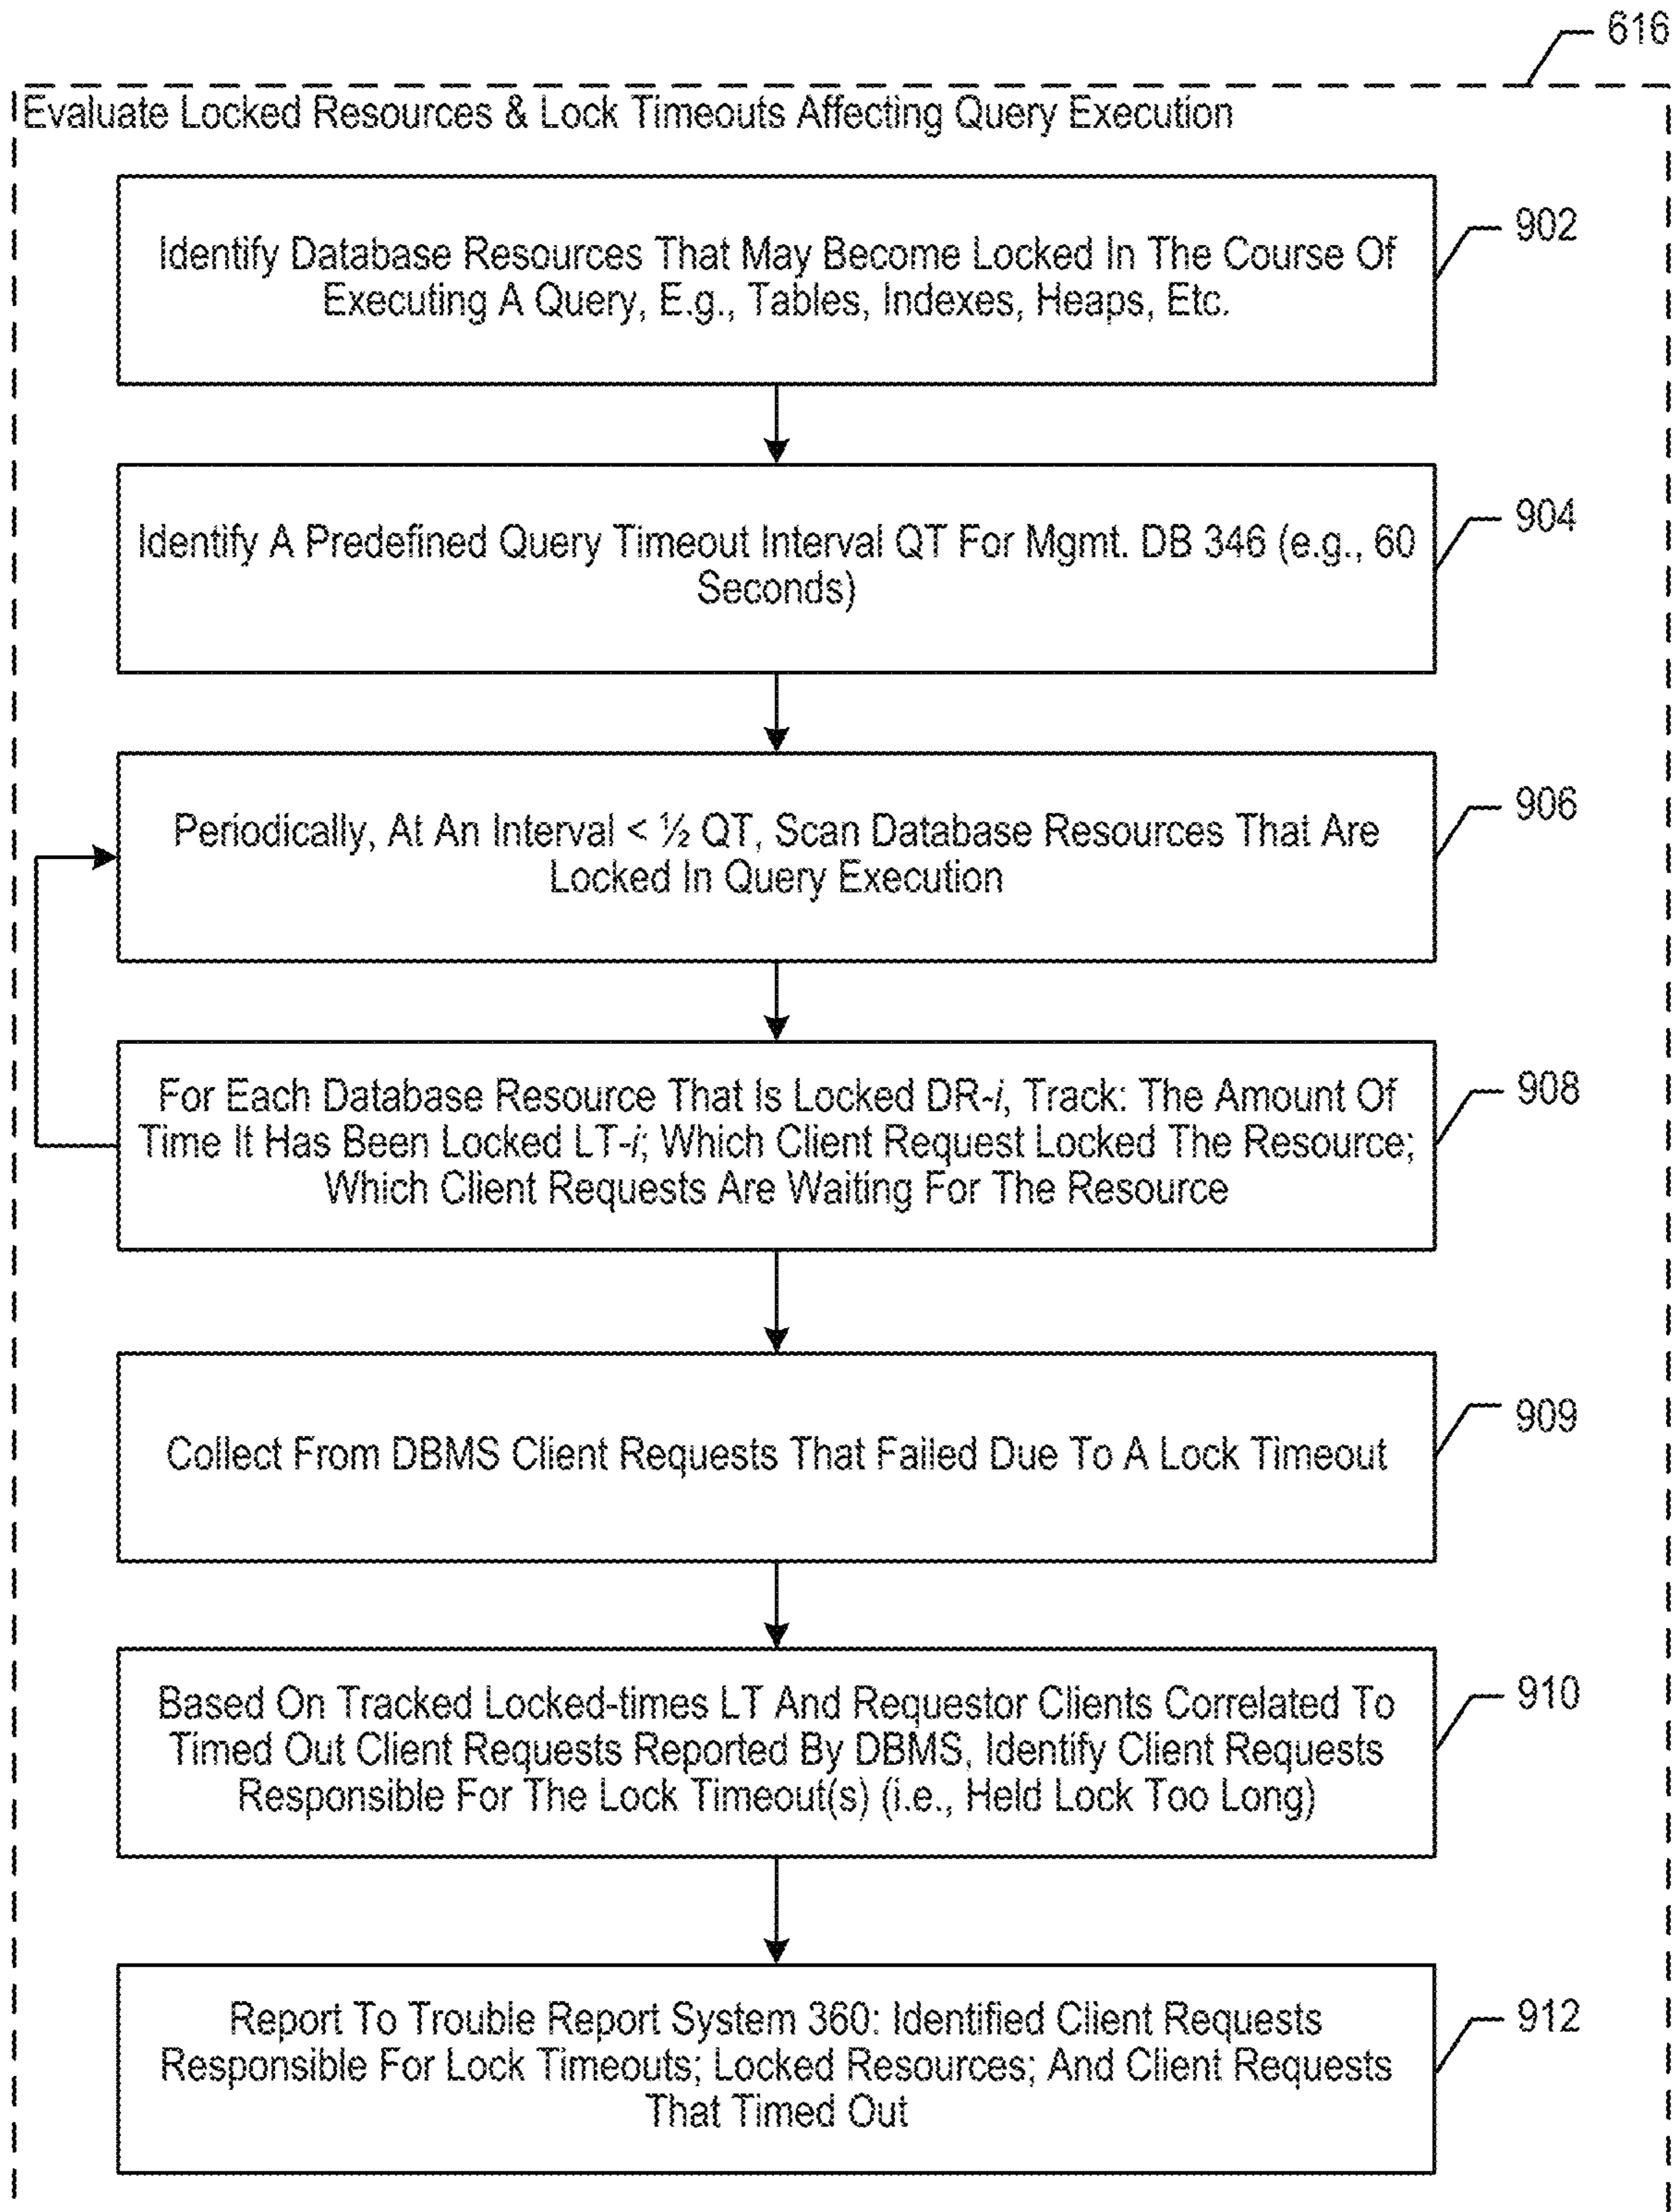 616
Evaluate Locked Resources & Lock Timeouts Affecting Query Execution
902
Identify Database Resources That May Become Locked In The Course Of
Executing A Query, E.g., Tables, Indexes, Heaps, Etc.
904
Identify A Predefined Query Timeout Interval QT For Mgmt. DB 346 (e.g., 60
Seconds)
906
Periodically, At An Interval < ½ QT, Scan Database Resources That Are
Locked In Query Execution
908
For Each Database Resource That Is Locked DR-i, Track: The Amount Of
Time It Has Been Locked LT-i; Which Client Request Locked The Resource;
Which Client Requests Are Waiting For The Resource
909
Collect From DBMS Client Requests That Failed Due To A Lock Timeout
910
Based On Tracked Locked-times LT And Requestor Clients Correlated To
Timed Out Client Requests Reported By DBMS, Identify Client Requests
Responsible For The Lock Timeout(s) (i.e., Held Lock Too Long)
912
Report To Trouble Report System 360: Identified Client Requests
Responsible For Lock Timeouts; Locked Resources; And Client Requests
That Timed Out